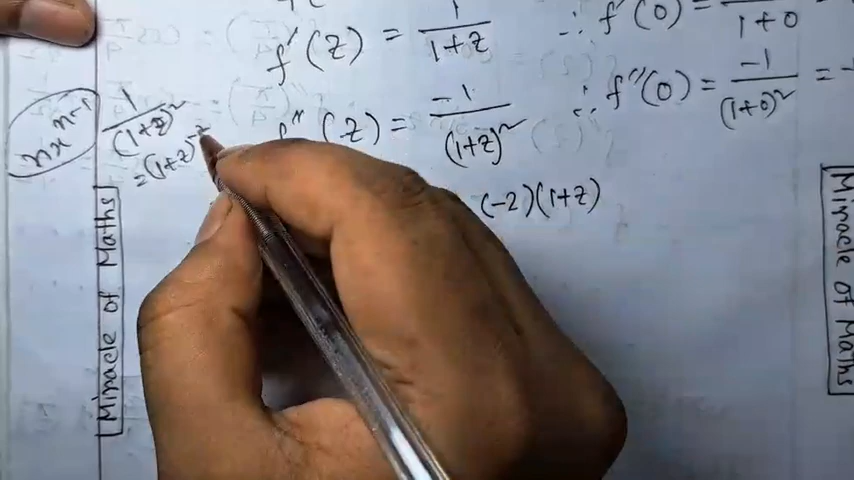 f'(z) = 1/(1+z)
∴ f'(0) = 1/(1+0)
nxⁿ⁻¹
1/(1+z)²
= (1+z)⁻²
f''(z) = -1/(1+z)²
∴ f''(0) = -1/(1+0)² = -
(-2)(1+z)
Miracle of Maths
Miracle of Maths